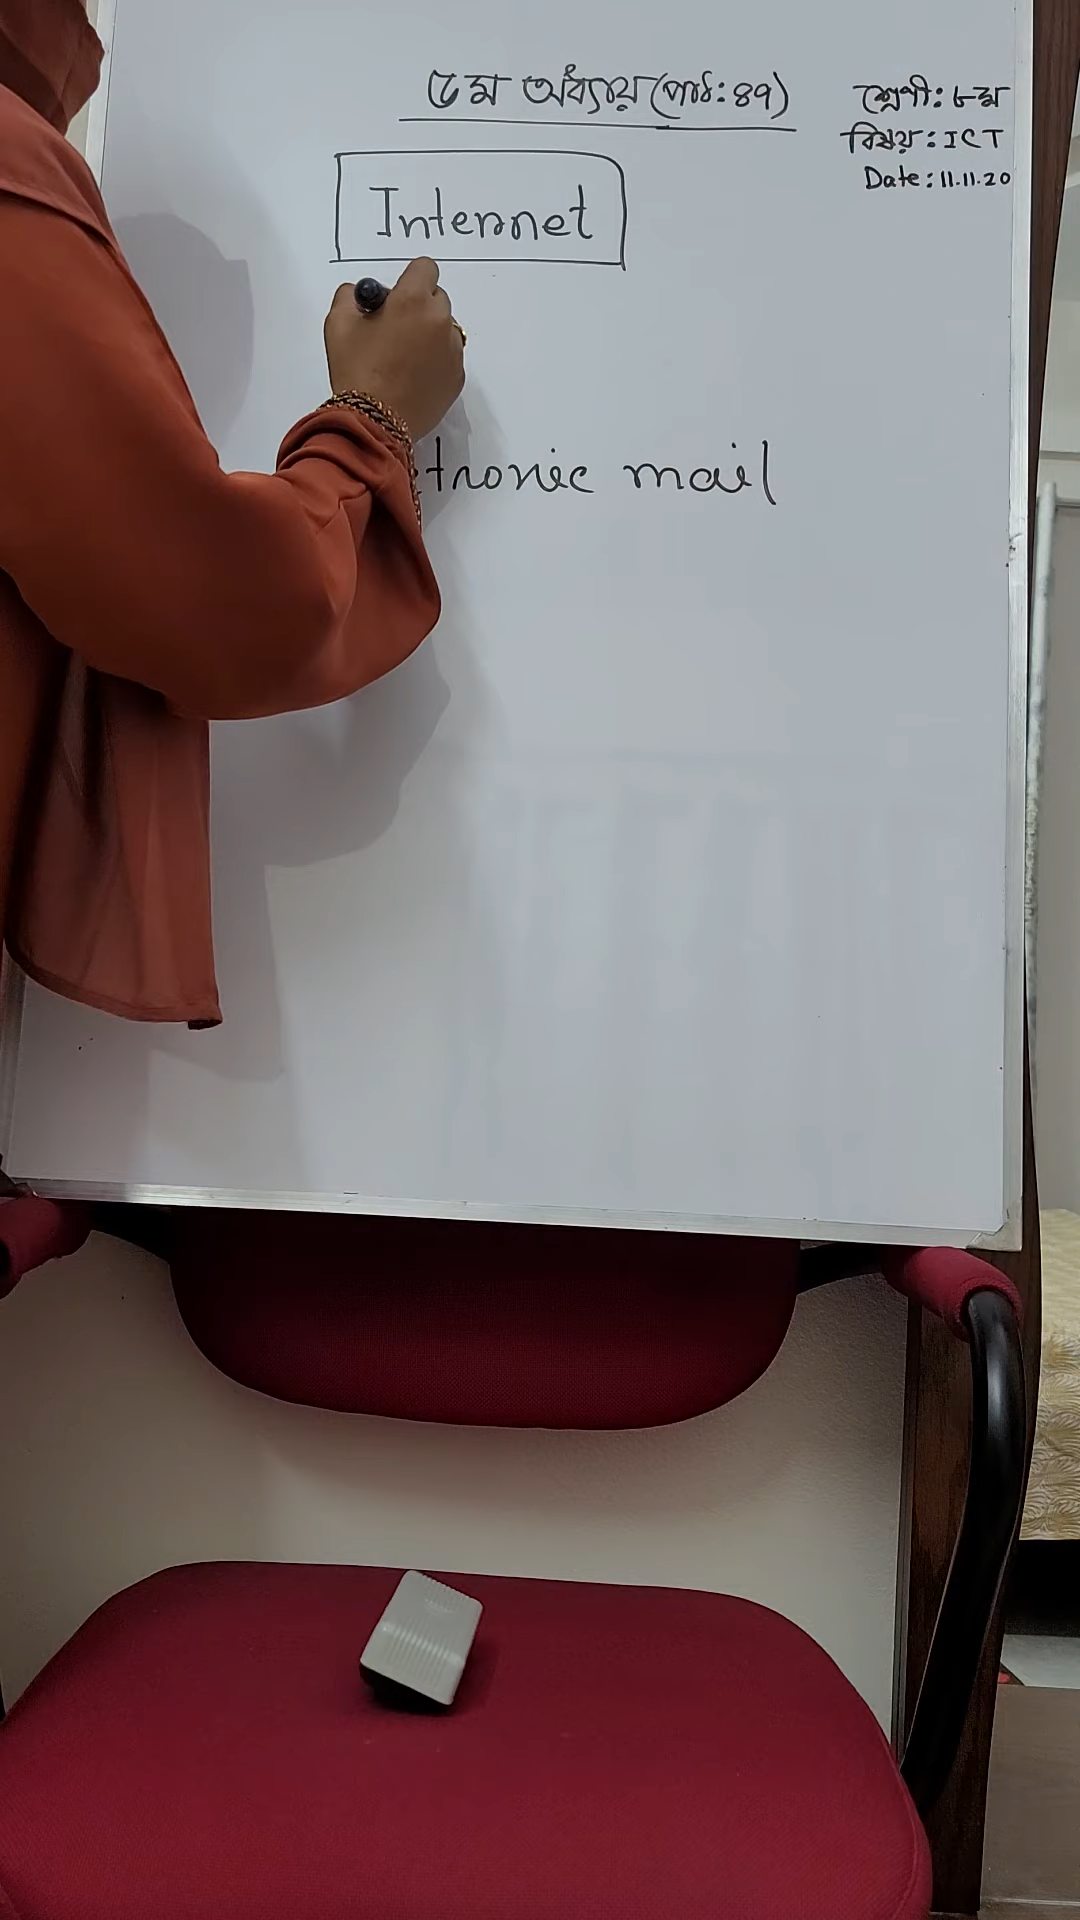 ৫ম অধ্যায় (পাঠ: ৪৭)
শ্রেণী: ৮ম
বিষয়: ICT
Date: 11.11.20
Internet
tronic mail